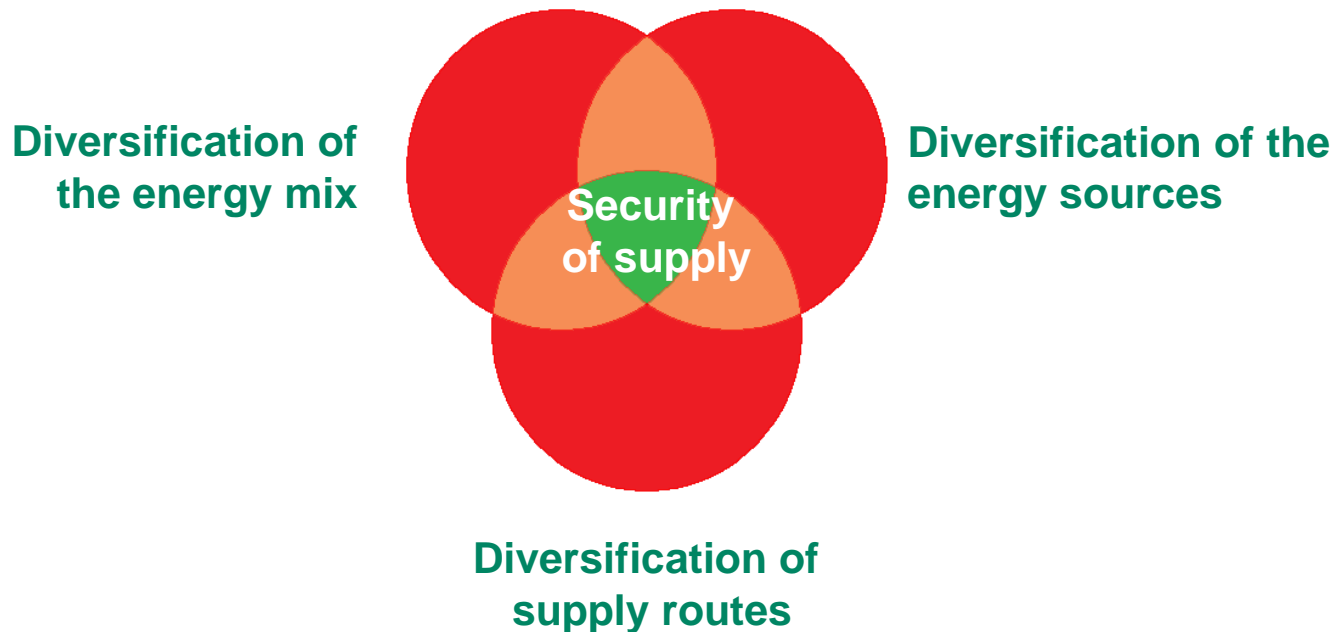 Diversification of
the energy mix
Diversification of the
energy sources
Security
of supply
Diversification of
supply routes